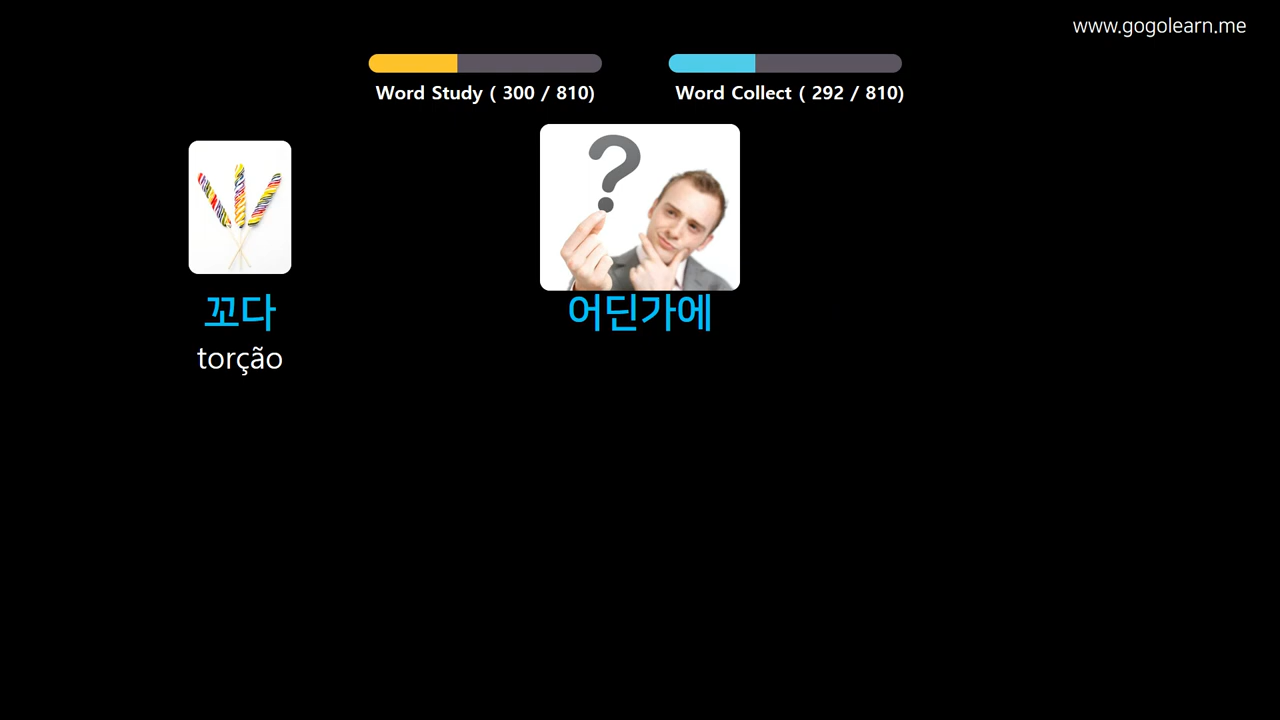 www.gogolearn.me
Word Study ( 300 / 810)
Word Collect ( 292 / 810)
꼬다
torção
어딘가에